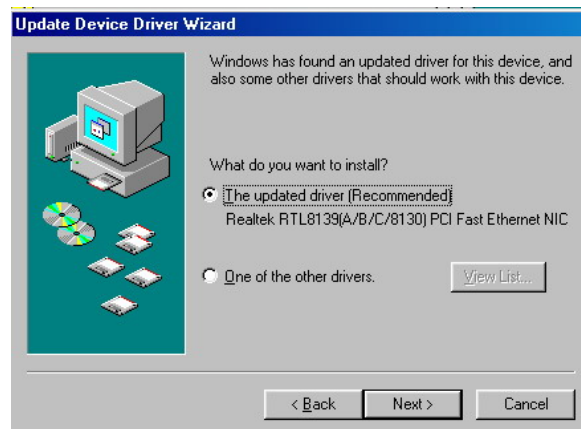 Update Device Driver Wizard
Windows has found an updated driver for this device, and
also some other drivers that should work with this device.
What do you want to install?
The updated driver (Recommended)
Realtek RTL8139(A/B/C/8130) PCI Fast Ethernet NIC
One of the other drivers.
View List...
< Back
Next >
Cancel